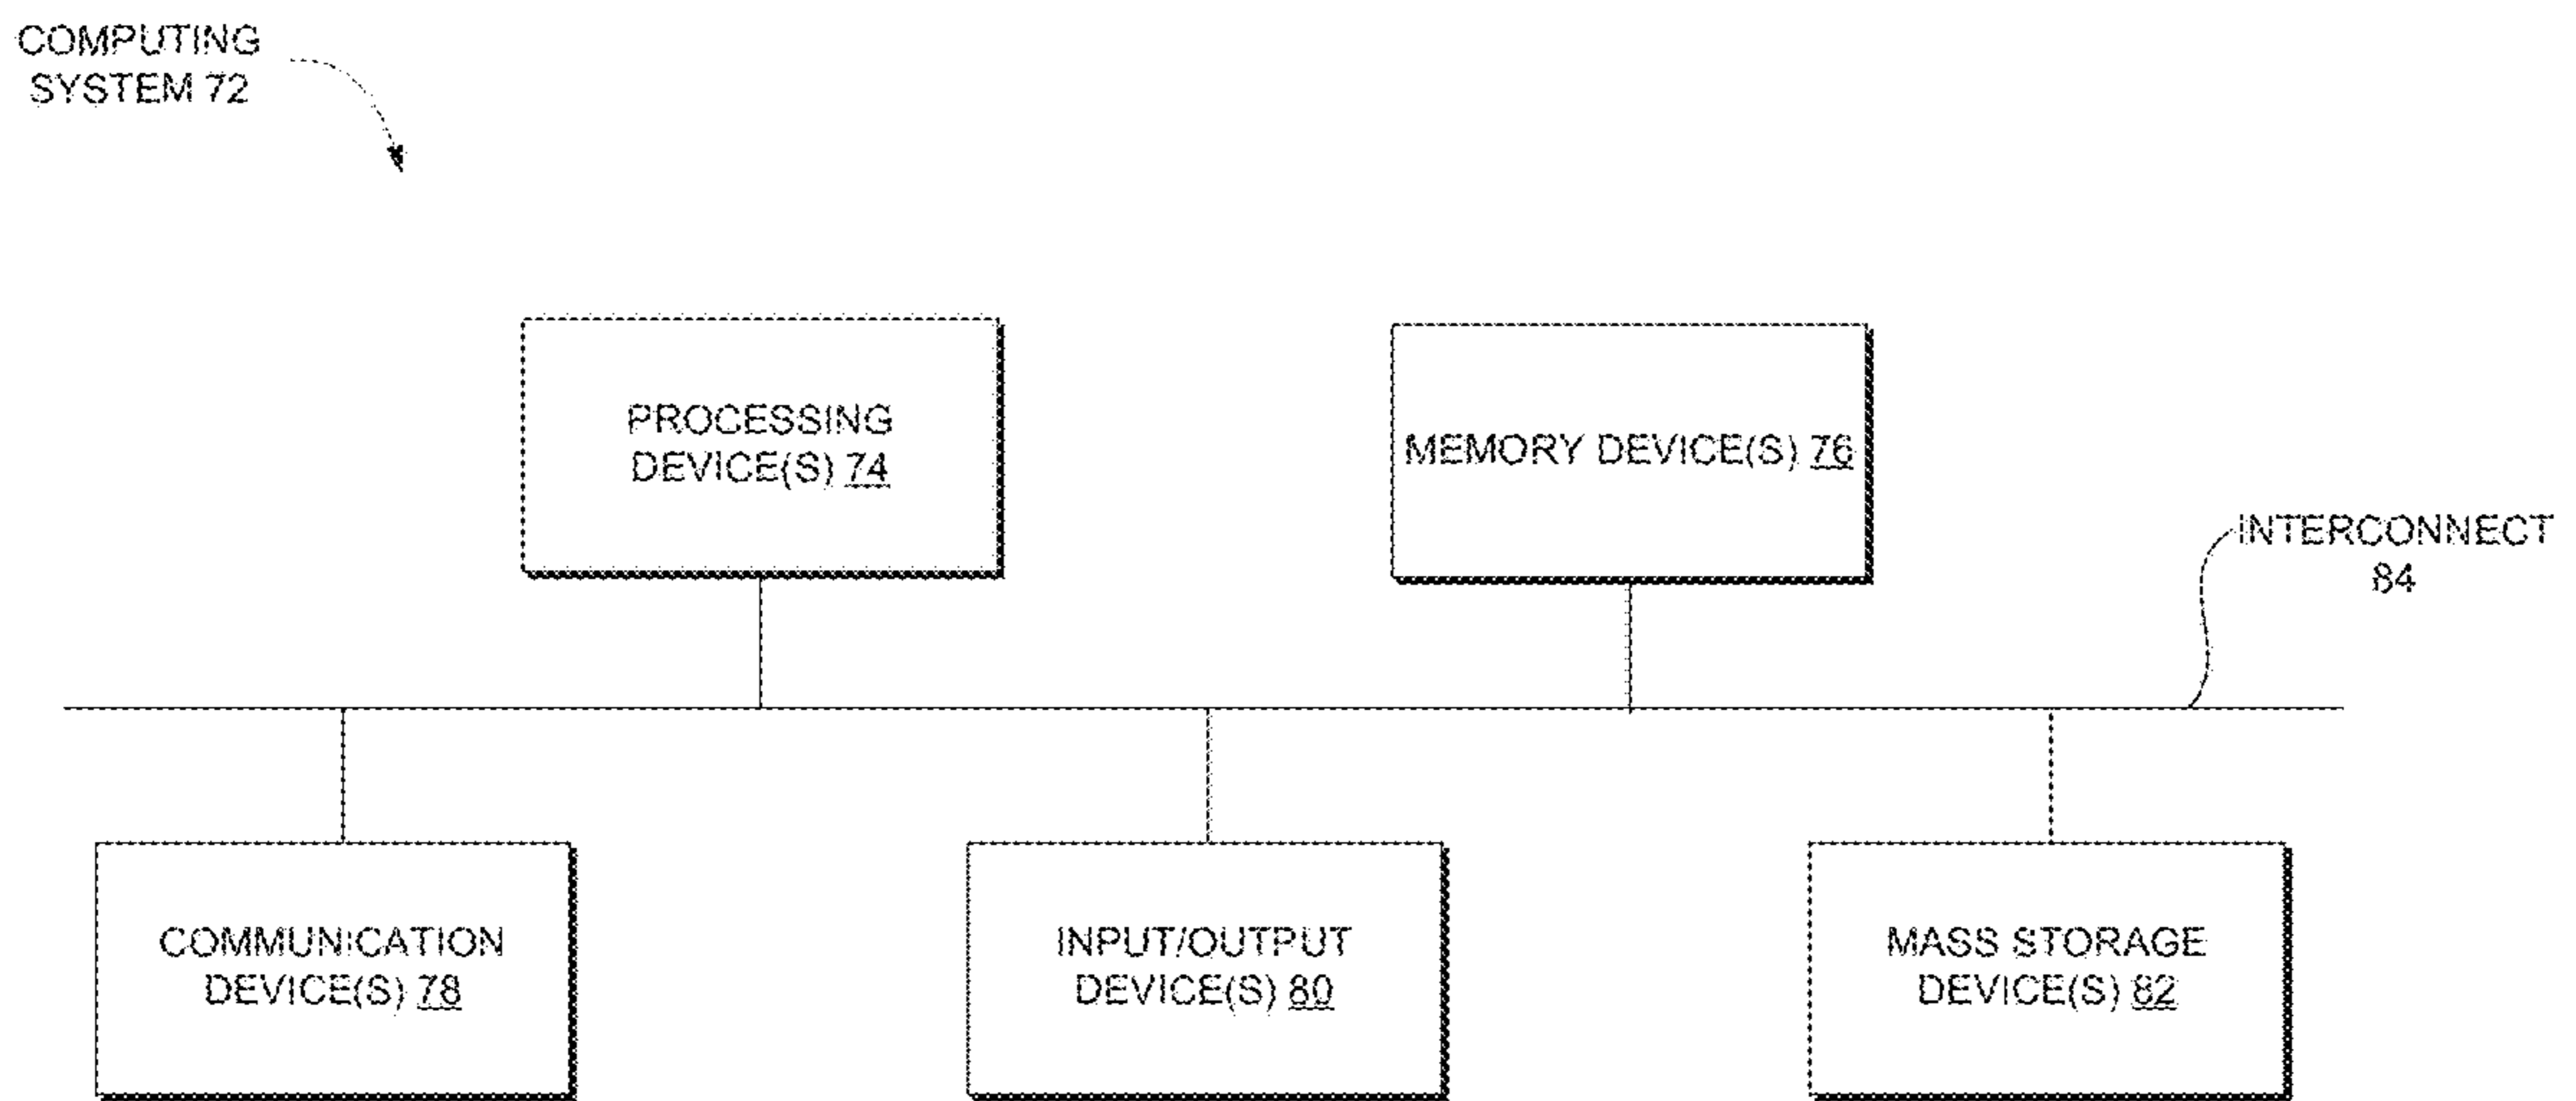 COMPUTING
SYSTEM 72
PROCESSING
DEVICE(S) 74
MEMORY DEVICE(S) 76
INTERCONNECT
84
COMMUNICATION
DEVICE(S) 78
INPUT/OUTPUT
DEVICE(S) 80
MASS STORAGE
DEVICE(S) 82